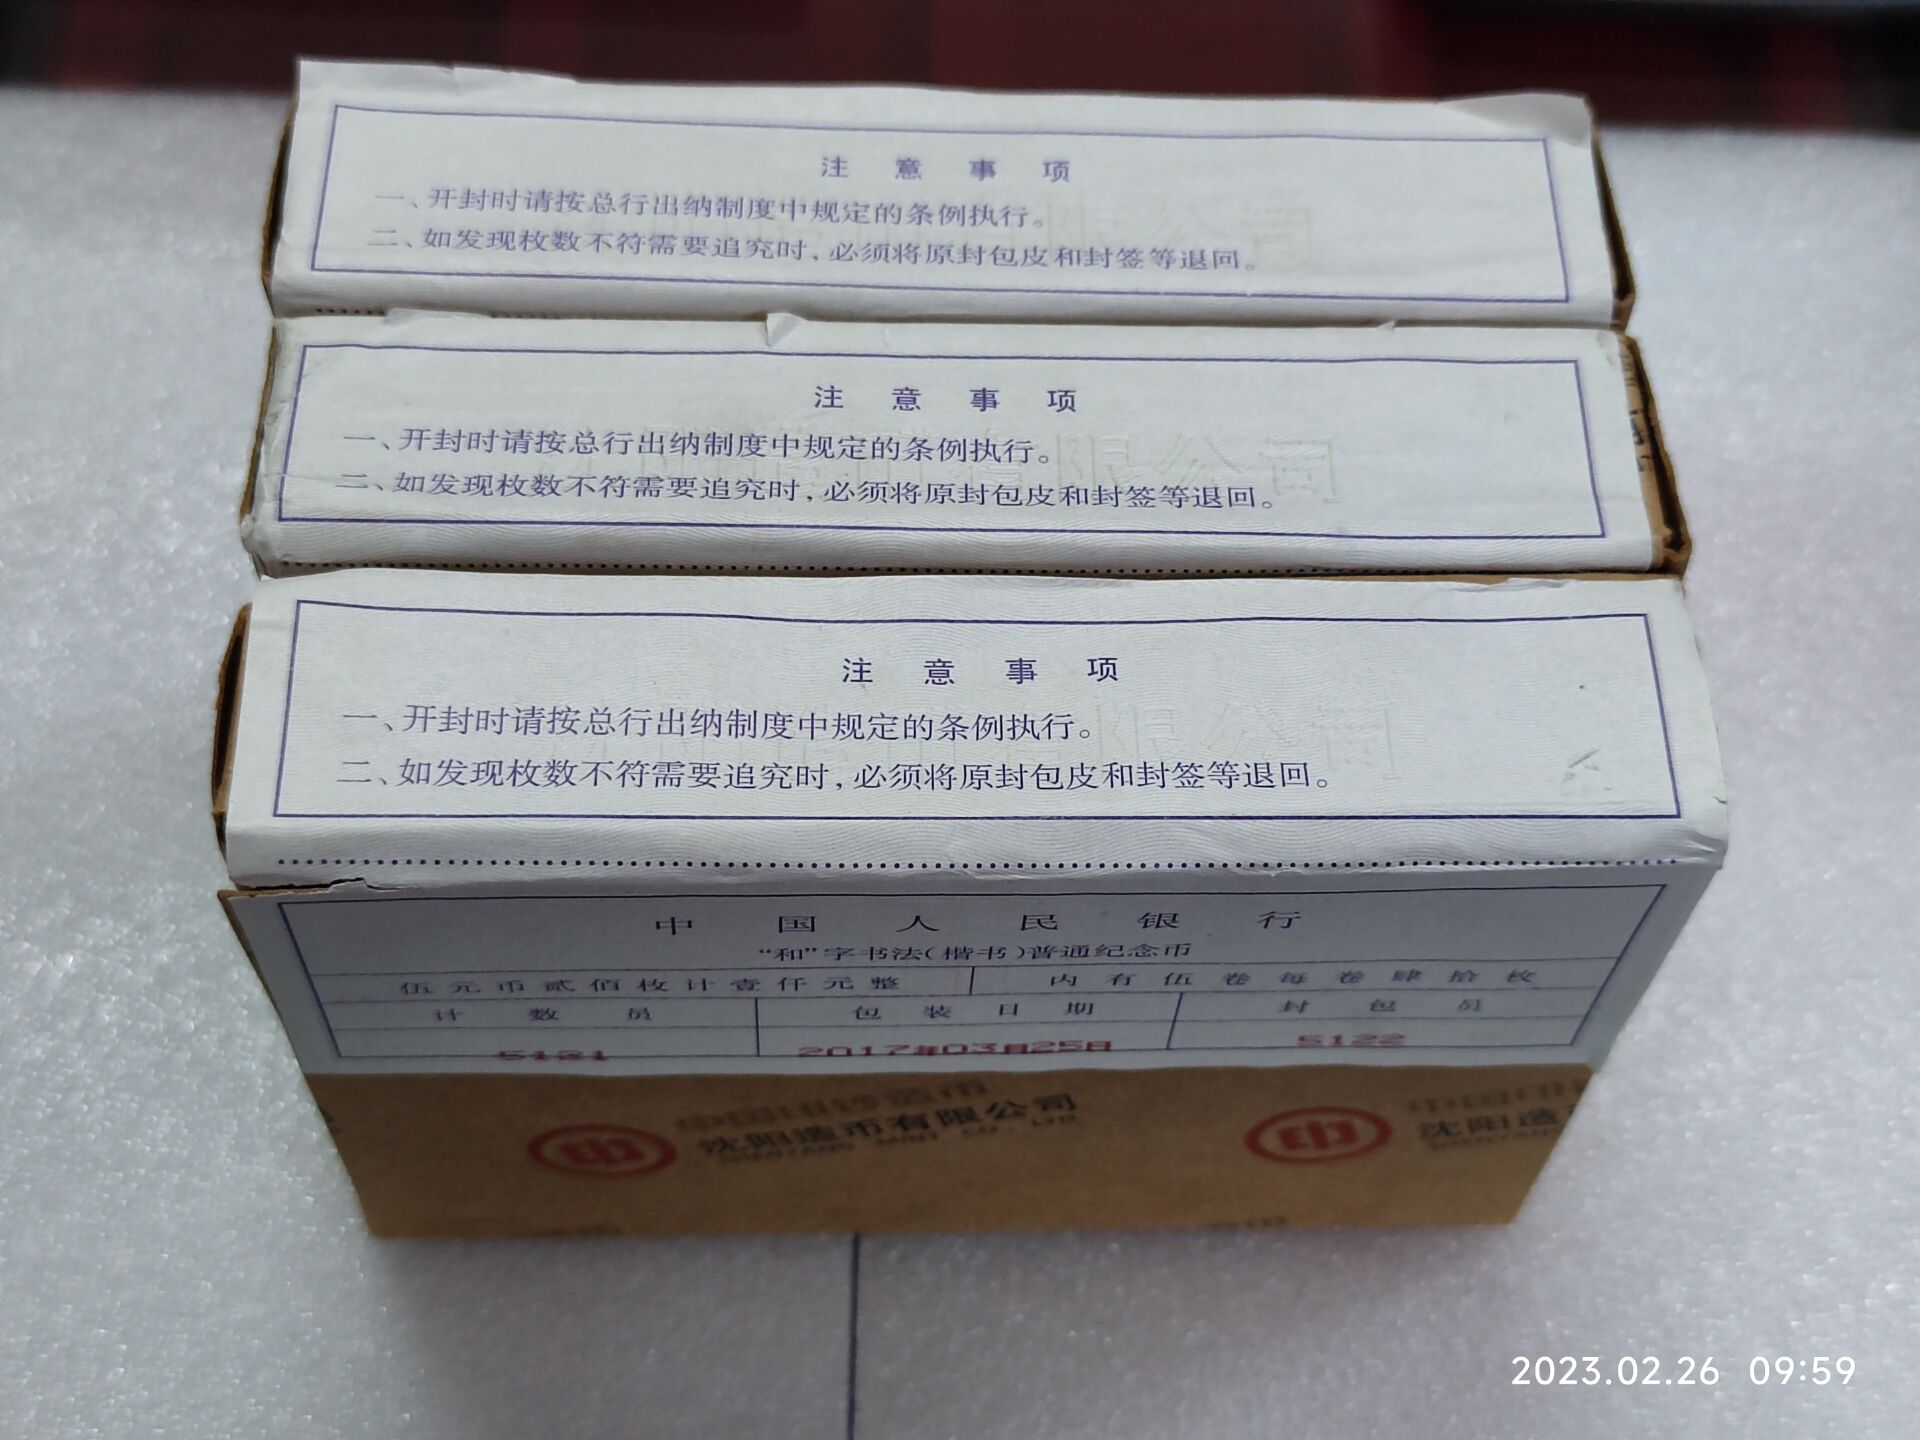 注 意 事 项
一、开封时请按总行出纳制度中规定的条例执行。
二、如发现枚数不符需要追究时,必须将原封包皮和封签等退回。
注 意 事 项
一、开封时请按总行出纳制度中规定的条例执行。
二、如发现枚数不符需要追究时,必须将原封包皮和封签等退回。
有限公司
注 意 事 项
一、开封时请按总行出纳制度中规定的条例执行。
二、如发现枚数不符需要追究时,必须将原封包皮和封签等退回。
中 国 人 民 银 行
“和”字书法(楷书)普通纪念币
伍元币贰佰枚计壹仟元整 内有伍卷每卷肆拾枚
计 数 员 包 装 日 期 封 包 员
5121 2017年03月25日 5122
沈阳造币有限公司
SHENYANG MINT CO., LTD
沈阳造
2023.02.26 09:59